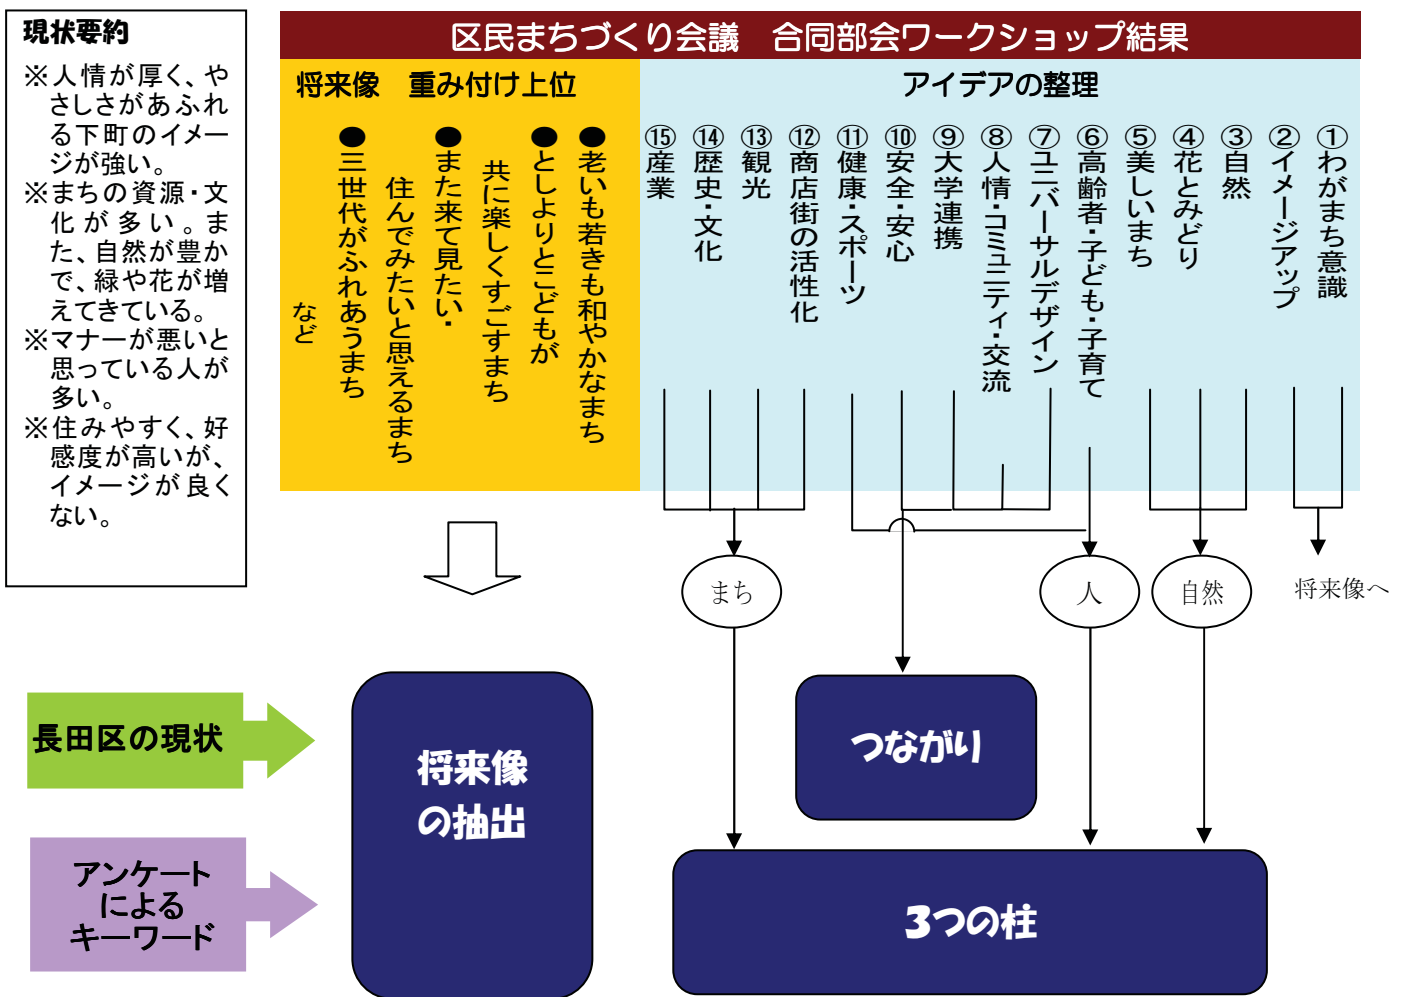 現状要約
※人情が厚く、や
さしさがあふれ
る下町のイメー
ジが強い。
※まちの資源・文
化が多い。ま
た、自然が豊か
で、緑や花が増
えてきている。
※マナーが悪いと
思っている人が
多い。
※住みやすく、好
感度が高いが、
イメージが良く
ない。
区民まちづくり会議　合同部会ワークショップ結果
将来像　重み付け上位
●老いも若きも和やかなまち
●としよりとこどもが
共に楽しくすごすまち
●また来て見たい・
住んでみたいと思えるまち
●三世代がふれあうまち
など
アイデアの整理
①わがまち意識
②イメージアップ
③自然
④花とみどり
⑤美しいまち
⑥高齢者・子ども・子育て
⑦ユニバーサルデザイン
⑧人情・コミュニティ・交流
⑨大学連携
⑩安全・安心
⑪健康・スポーツ
⑫商店街の活性化
⑬観光
⑭歴史・文化
⑮産業
まち
人
自然
将来像へ
長田区の現状
アンケート
による
キーワード
将来像
の抽出
つながり
3つの柱